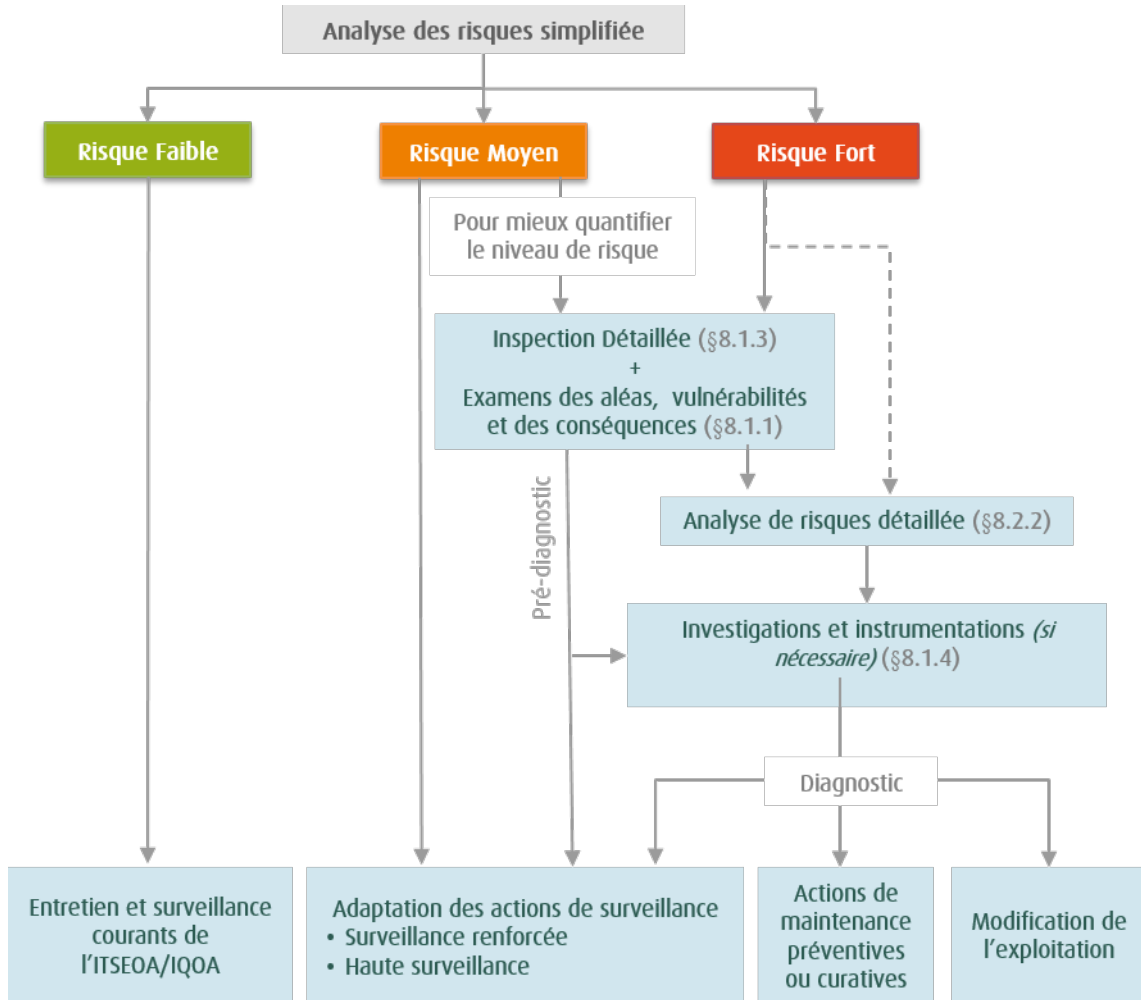 Analyse des risques simplifiée
Risque Faible
Risque Moyen
Risque Fort
Pour mieux quantifier
le niveau de risque
Inspection Détaillée (§8.1.3)
+
Examens des aléas, vulnérabilités
et des conséquences (§8.1.1)
Pré-diagnostic
Analyse de risques détaillée (§8.2.2)
Investigations et instrumentations (si
nécessaire) (§8.1.4)
Diagnostic
Entretien et surveillance
courants de
l'ITSEOA/IQOA
Adaptation des actions de surveillance
• Surveillance renforcée
• Haute surveillance
Actions de
maintenance
préventives
ou curatives
Modification de
l'exploitation